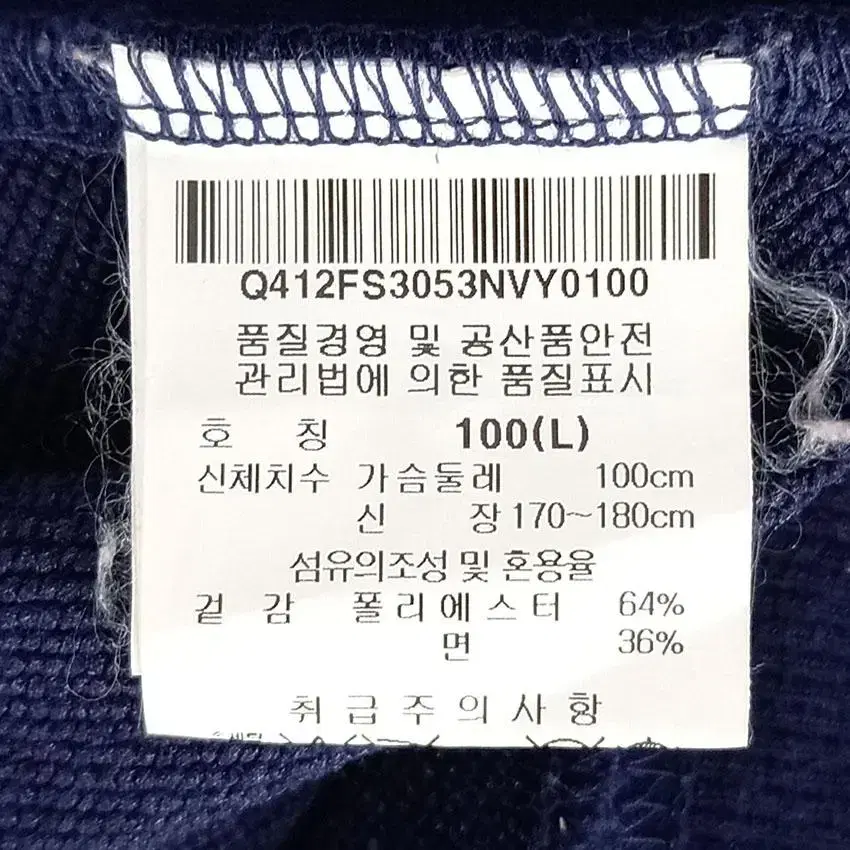 Q412FS3053NVY0100
품질경영 및 공산품안전
관리법에 의한 품질표시
호 칭 100(L)
신체치수 가슴둘레 100cm
신 장 170~180cm
섬유의조성 및 혼용율
겉 감 폴리에스터 64%
면 36%
취급주의사항